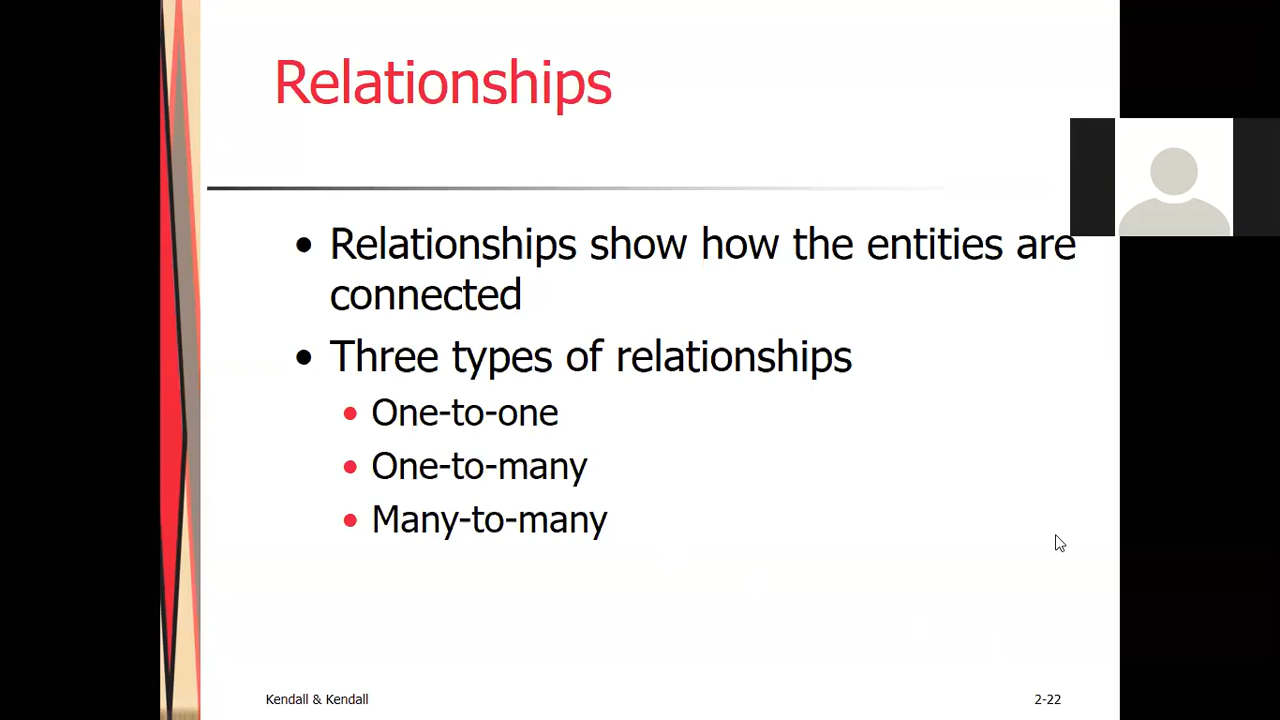 Relationships
• Relationships show how the entities are
connected
• Three types of relationships
• One-to-one
• One-to-many
• Many-to-many
Kendall & Kendall
2-22